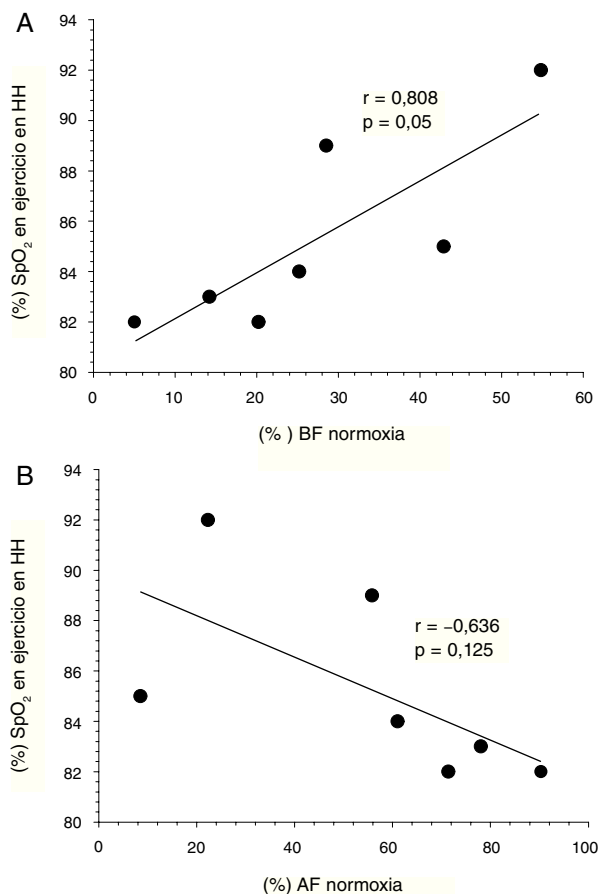 A
94
92
90
88
86
84
82
80
(%) SpO2 en ejercicio en HH
r = 0,808
p = 0,05
0 10 20 30 40 50 60
(% ) BF normoxia
B
94
92
90
88
86
84
82
80
(%) SpO2 en ejercicio en HH
r = −0,636
p = 0,125
0 20 40 60 80 100
(%) AF normoxia